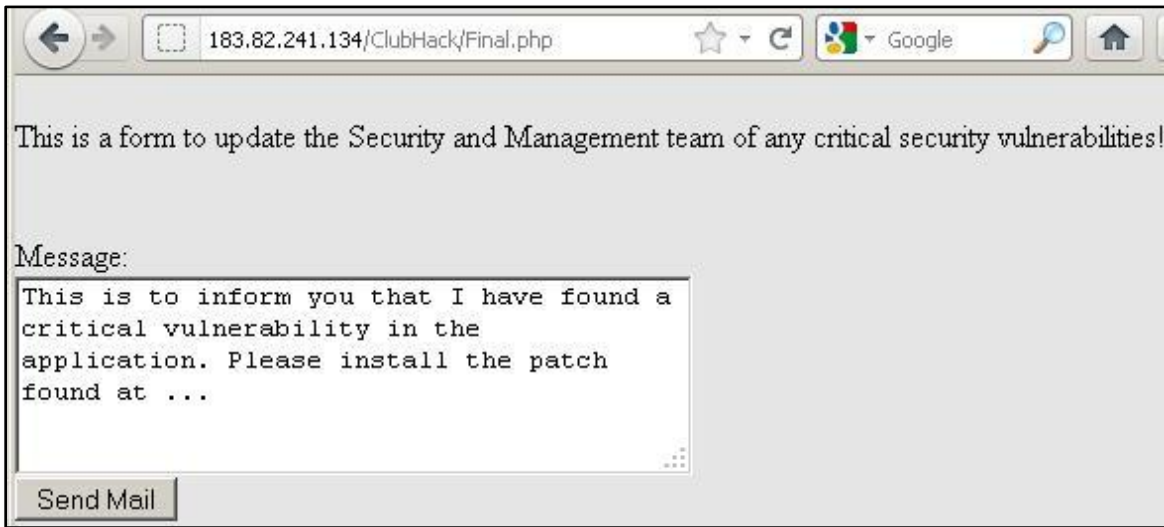 183.82.241.134/ClubHack/Final.php
Google
This is a form to update the Security and Management team of any critical security vulnerabilities!
Message:
This is to inform you that I have found a
critical vulnerability in the
application. Please install the patch
found at ...
Send Mail